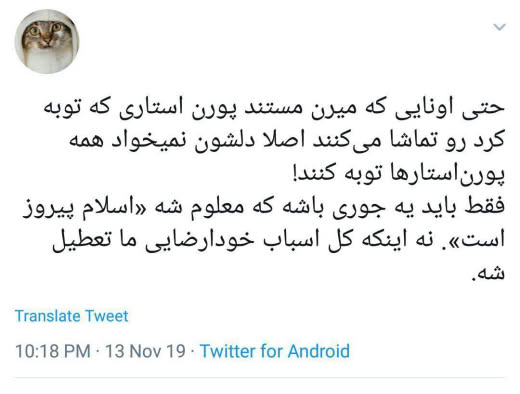 حتی اونایی که میرن مستند پورن استاری که توبه
کرد رو تماشا می‌کنند اصلا دلشون نمیخواد همه
پورن‌استارها توبه کنند!
فقط باید یه جوری باشه که معلوم شه «اسلام پیروز
است». نه اینکه کل اسباب خودارضایی ما تعطیل
شه.
Translate Tweet
10:18 PM · 13 Nov 19 · Twitter for Android